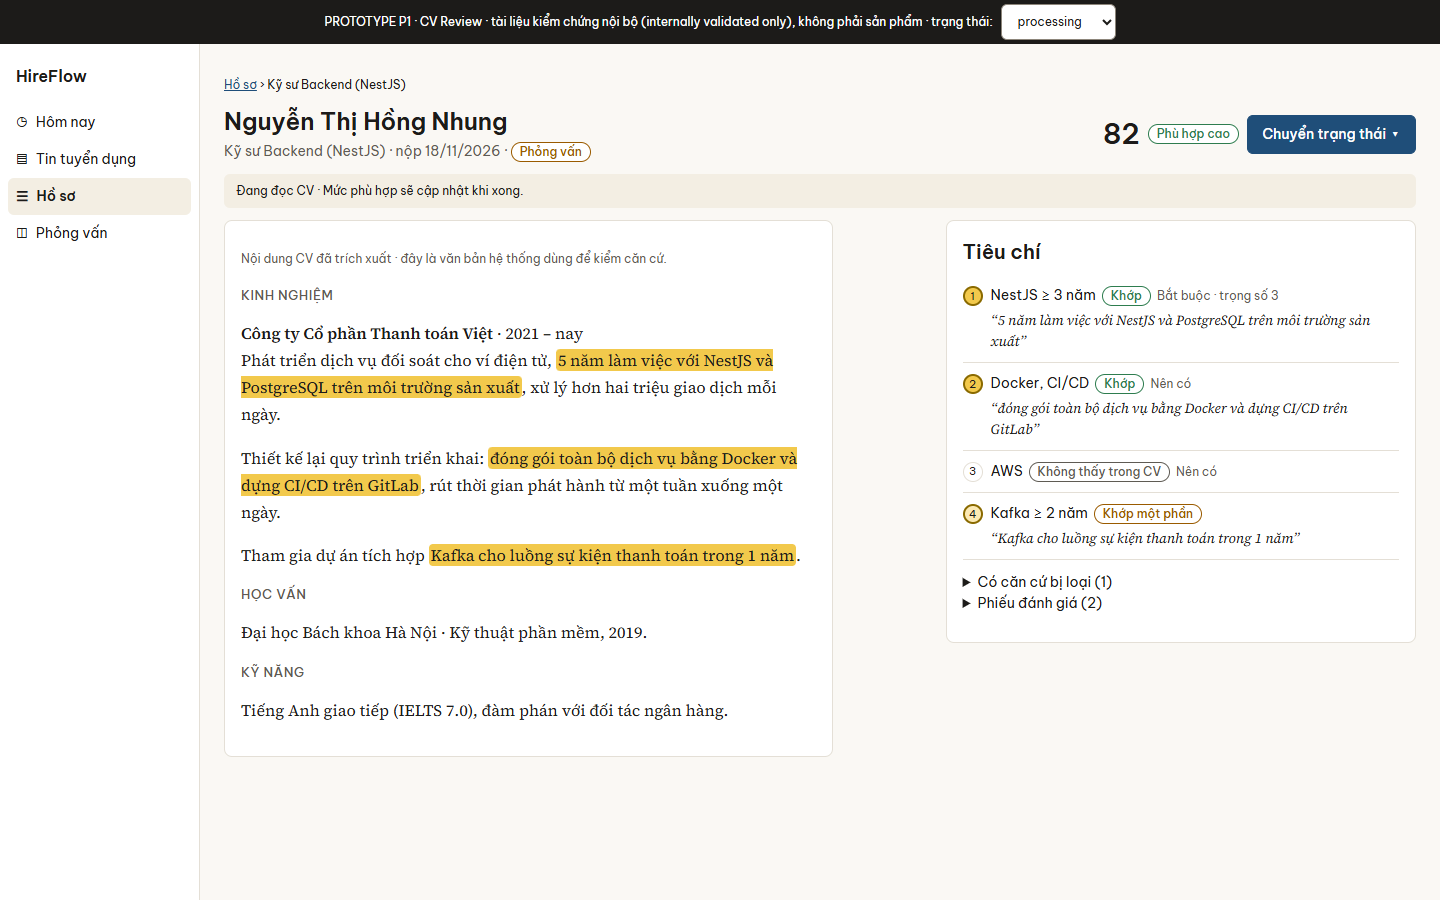 PROTOTYPE P1 · CV Review · tài liệu kiểm chứng nội bộ (internally validated only), không phải sản phẩm · trạng thái: processing
HireFlow
Hôm nay
Tin tuyển dụng
Hồ sơ
Phỏng vấn
Hồ sơ › Kỹ sư Backend (NestJS)
Nguyễn Thị Hồng Nhung
Kỹ sư Backend (NestJS) · nộp 18/11/2026 · Phỏng vấn
82 Phù hợp cao
Chuyển trạng thái ▾
Đang đọc CV · Mức phù hợp sẽ cập nhật khi xong.
Nội dung CV đã trích xuất · đây là văn bản hệ thống dùng để kiểm căn cứ.
KINH NGHIỆM
Công ty Cổ phần Thanh toán Việt · 2021 – nay
Phát triển dịch vụ đối soát cho ví điện tử, 5 năm làm việc với NestJS và
PostgreSQL trên môi trường sản xuất, xử lý hơn hai triệu giao dịch mỗi
ngày.
Thiết kế lại quy trình triển khai: đóng gói toàn bộ dịch vụ bằng Docker và
dựng CI/CD trên GitLab, rút thời gian phát hành từ một tuần xuống một
ngày.
Tham gia dự án tích hợp Kafka cho luồng sự kiện thanh toán trong 1 năm.
HỌC VẤN
Đại học Bách khoa Hà Nội · Kỹ thuật phần mềm, 2019.
KỸ NĂNG
Tiếng Anh giao tiếp (IELTS 7.0), đàm phán với đối tác ngân hàng.
Tiêu chí
1 NestJS ≥ 3 năm Khớp Bắt buộc · trọng số 3
“5 năm làm việc với NestJS và PostgreSQL trên môi trường sản
xuất”
2 Docker, CI/CD Khớp Nên có
“đóng gói toàn bộ dịch vụ bằng Docker và dựng CI/CD trên
GitLab”
3 AWS Không thấy trong CV Nên có
4 Kafka ≥ 2 năm Khớp một phần
“Kafka cho luồng sự kiện thanh toán trong 1 năm”
▶ Có căn cứ bị loại (1)
▶ Phiếu đánh giá (2)